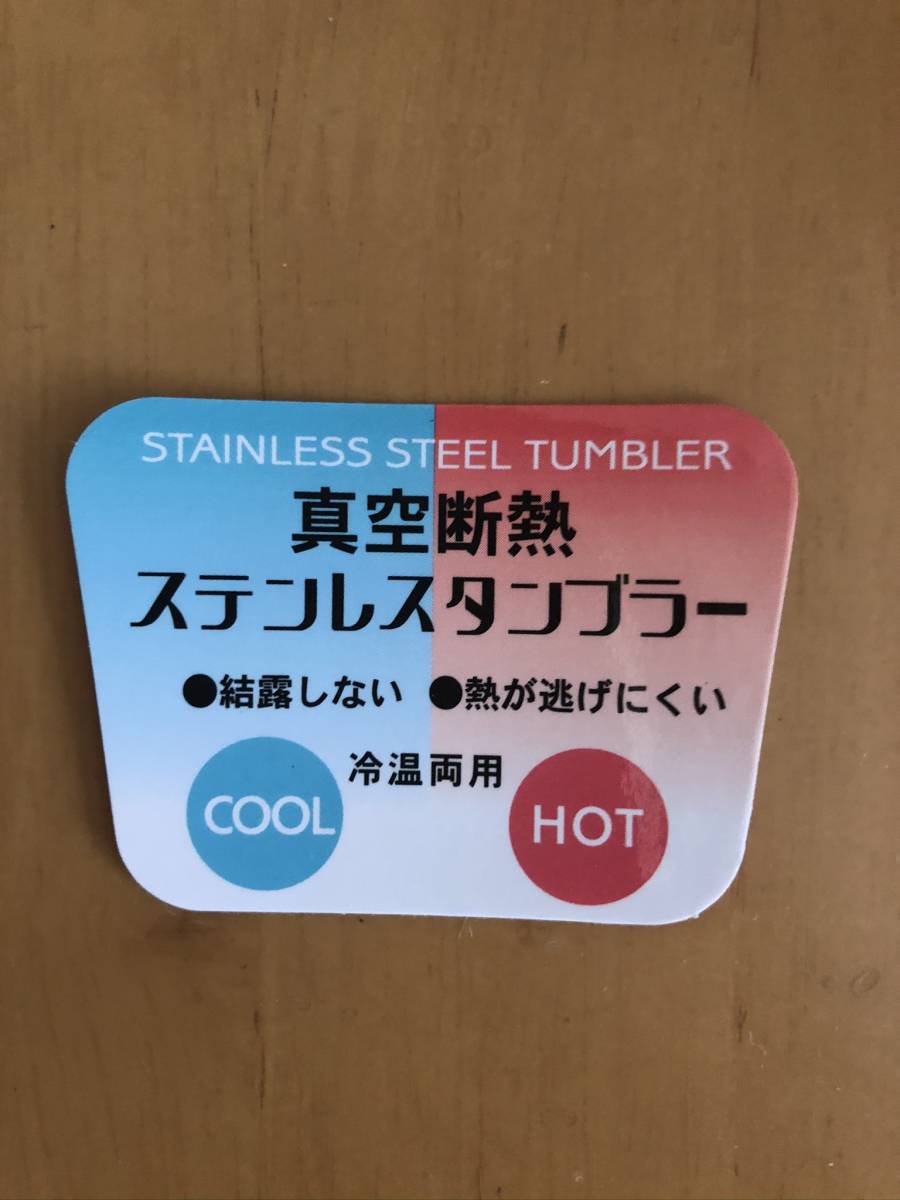 STAINLESS STEEL TUMBLER
真空断熱
ステンレスタンブラー
●結露しない ●熱が逃げにくい
冷温両用
COOL HOT